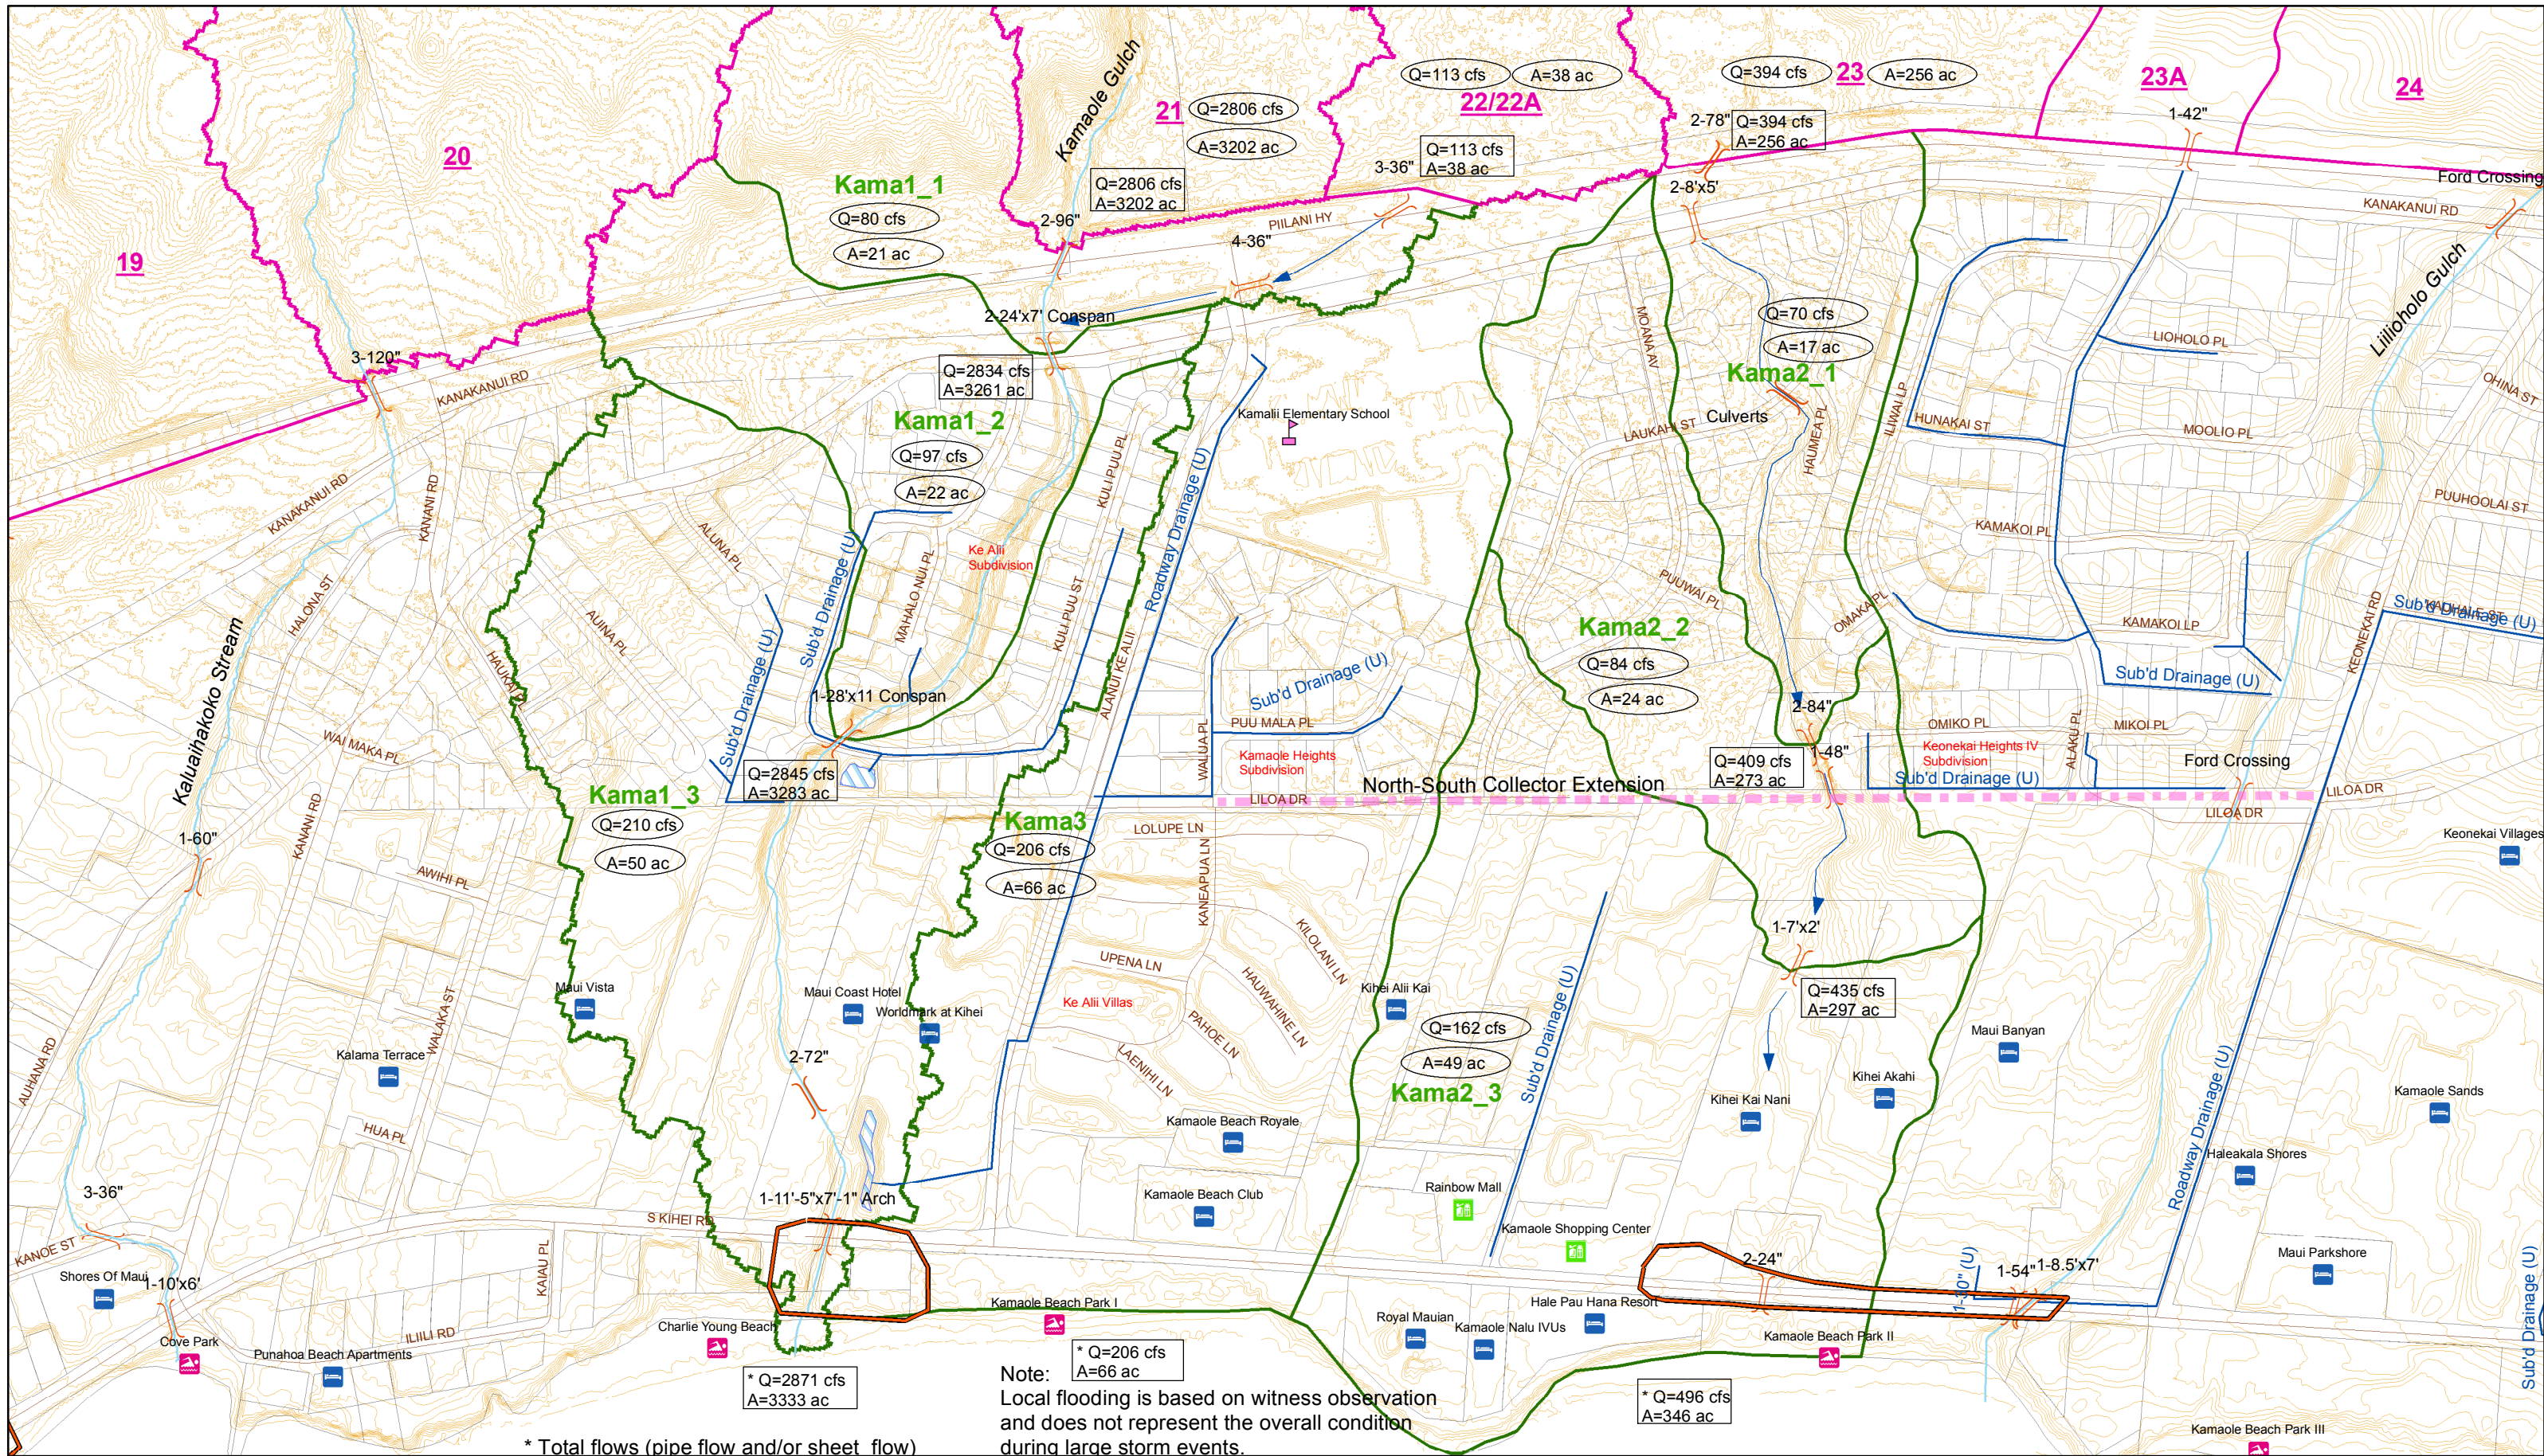 Kamaole Gulch
21
Q=2806 cfs
A=3202 ac
Q=2806 cfs
A=3202 ac
Q=113 cfs
A=38 ac
22/22A
Q=113 cfs
A=38 ac
3-36"
Q=394 cfs
23
A=256 ac
2-78"
Q=394 cfs
A=256 ac
23A
24
1-42"
20
19
Kama1_1
Q=80 cfs
A=21 ac
2-96"
PIILANI HY
4-36"
2-8'x5'
Ford Crossing
KANAKANUI RD
Liilioholo Gulch
2-24'x7' Conspan
Q=2834 cfs
A=3261 ac
3-120"
KANAKANUI RD
KANAKANUI RD
KANANI RD
Kama1_2
Q=97 cfs
A=22 ac
Kamalii Elementary School
MOANA AV
Q=70 cfs
A=17 ac
Kama2_1
Culverts
LAUKAHI ST
HAUMEA PL
ILIWAI LP
HUNAKAI ST
LIOHOLO PL
MOOLIO PL
OHINA ST
PUUHOOLAI ST
KAMAKOI PL
KAMAKOI LP
KEONEKAI RD
Sub'd Drainage (U)
Sub'd Drainage (U)
Kaluaihakoko Stream
HALONA ST
ALUNA PL
AUINA PL
Sub'd Drainage (U)
Sub'd Drainage (U)
MAHALO NUI PL
Ke Alii
Subdivision
KULI PUU PL
KULI PUU ST
ALANUI KE ALII
Roadway Drainage (U)
Sub'd Drainage (U)
PUU MALA PL
WALUA PL
Kamaole Heights
Subdivision
PUUWAI PL
OMAKA PL
Kama2_2
Q=84 cfs
A=24 ac
2-84"
1-48"
Q=409 cfs
A=273 ac
OMIKO PL
MIKOI PL
ALAKU PL
Keonekai Heights IV
Subdivision
Sub'd Drainage (U)
Ford Crossing
WAI MAKA PL
1-28'x11 Conspan
Q=2845 cfs
A=3283 ac
Kama1_3
Q=210 cfs
A=50 ac
Kama3
Q=206 cfs
A=66 ac
North-South Collector Extension
LILOA DR
LILOA DR
LILOA DR
LOLUPE LN
KANEAPUA LN
KILOLANI LN
UPENA LN
HAUWAHINE LN
PAHOE LN
LAENIHI LN
Ke Alii Villas
Keonekai Villages
1-60"
KANANI RD
AWIHI PL
WALAKA ST
HUA PL
AUHANA RD
Maui Vista
Maui Coast Hotel
Worldmark at Kihei
Kalama Terrace
2-72"
Kihei Alii Kai
Q=162 cfs
A=49 ac
Kama2_3
Sub'd Drainage (U)
1-7'x2'
Q=435 cfs
A=297 ac
Maui Banyan
Kihei Akahi
Kihei Kai Nani
Kamaole Sands
Haleakala Shores
Roadway Drainage (U)
Kamaole Beach Royale
Kamaole Beach Club
Rainbow Mall
Kamaole Shopping Center
Maui Parkshore
3-36"
KANOE ST
Shores Of Maui
1-10'x6'
S KIHEI RD
KAIAU PL
ILIILI RD
1-11'-5"x7'-1" Arch
2-24"
1-30" (U)
1-54"
1-8.5'x7'
Sub'd Drainage (U)
Cove Park
Punahoa Beach Apartments
Charlie Young Beach
Kamaole Beach Park I
Royal Mauian
Kamaole Nalu IVUs
Hale Pau Hana Resort
Kamaole Beach Park II
Kamaole Beach Park III
* Q=2871 cfs
A=3333 ac
* Q=206 cfs
A=66 ac
* Q=496 cfs
A=346 ac
Note:
Local flooding is based on witness observation
and does not represent the overall condition
during large storm events.
* Total flows (pipe flow and/or sheet flow)